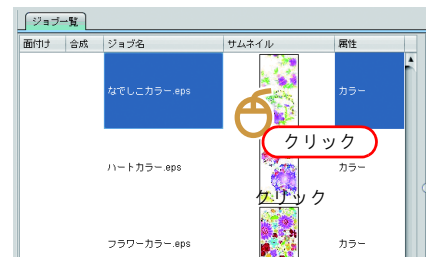 ジョブ一覧
面付け 合成 ジョブ名 サムネイル 属性
なでしこカラー.eps カラー
クリック
ハートカラー.eps カラー
クリック
フラワーカラー.eps カラー